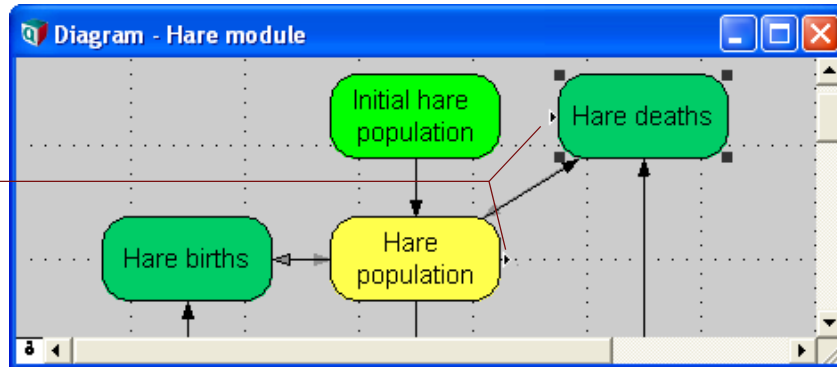 Diagram - Hare module
Initial hare
population
Hare deaths
Hare births
Hare
population